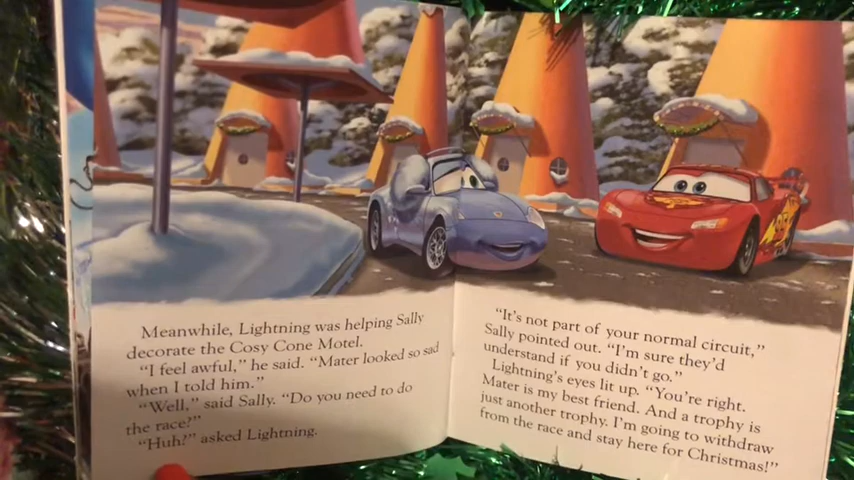 Meanwhile, Lightning was helping Sally
decorate the Cosy Cone Motel.
“I feel awful,” he said. “Mater looked so sad
when I told him.”
“Well,” said Sally. “Do you need to do
the race?”
“Huh?” asked Lightning.
“It’s not part of your normal circuit,”
Sally pointed out. “I’m sure they’d
understand if you didn’t go.”
Lightning’s eyes lit up. “You’re right.
Mater is my best friend. And a trophy is
just another trophy. I’m going to withdraw
from the race and stay here for Christmas!”